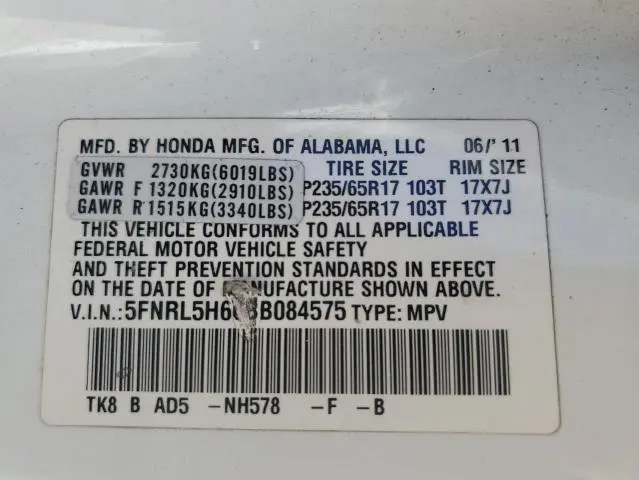 MFD. BY HONDA MFG. OF ALABAMA, LLC 06/'11
GVWR 2730KG(6019LBS) TIRE SIZE RIM SIZE
GAWR F 1320KG(2910LBS) P235/65R17 103T 17X7J
GAWR R 1515KG(3340LBS) P235/65R17 103T 17X7J
THIS VEHICLE CONFORMS TO ALL APPLICABLE
FEDERAL MOTOR VEHICLE SAFETY
AND THEFT PREVENTION STANDARDS IN EFFECT
ON THE DATE OF SHOWN ABOVE.
V.I.N.: TYPE: MPV
TK8 B AD5 -NH578 -F -B